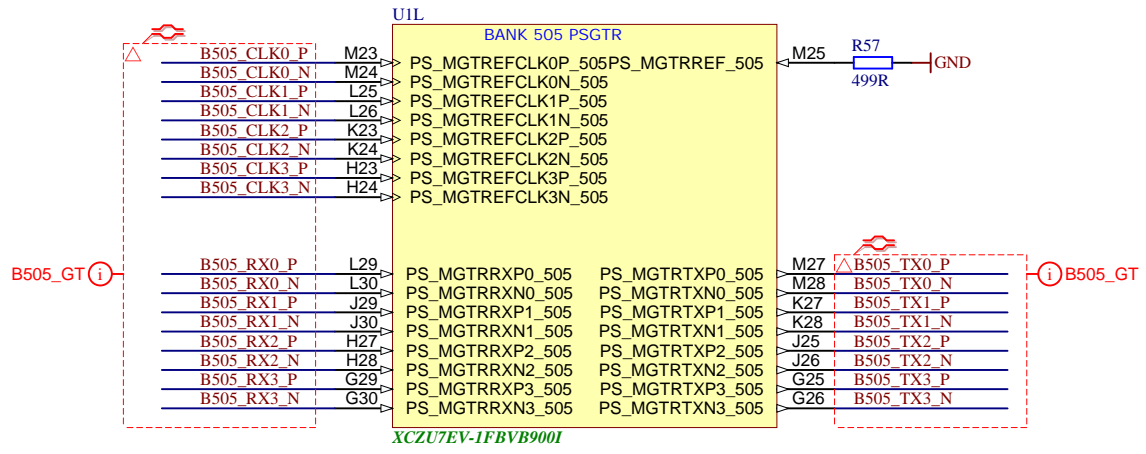 U1L
BANK 505 PSGTR
B505_CLK0_P M23 PS_MGTREFCLK0P_505 PS_MGTRREF_505 M25 R57 499R GND
B505_CLK0_N M24 PS_MGTREFCLK0N_505
B505_CLK1_P L25 PS_MGTREFCLK1P_505
B505_CLK1_N L26 PS_MGTREFCLK1N_505
B505_CLK2_P K23 PS_MGTREFCLK2P_505
B505_CLK2_N K24 PS_MGTREFCLK2N_505
B505_CLK3_P H23 PS_MGTREFCLK3P_505
B505_CLK3_N H24 PS_MGTREFCLK3N_505
B505_GT i
i B505_GT
B505_RX0_P L29 PS_MGTRRXP0_505 PS_MGTRTXP0_505 M27 B505_TX0_P
B505_RX0_N L30 PS_MGTRRXN0_505 PS_MGTRTXN0_505 M28 B505_TX0_N
B505_RX1_P J29 PS_MGTRRXP1_505 PS_MGTRTXP1_505 K27 B505_TX1_P
B505_RX1_N J30 PS_MGTRRXN1_505 PS_MGTRTXN1_505 K28 B505_TX1_N
B505_RX2_P H27 PS_MGTRRXP2_505 PS_MGTRTXP2_505 J25 B505_TX2_P
B505_RX2_N H28 PS_MGTRRXN2_505 PS_MGTRTXN2_505 J26 B505_TX2_N
B505_RX3_P G29 PS_MGTRRXP3_505 PS_MGTRTXP3_505 G25 B505_TX3_P
B505_RX3_N G30 PS_MGTRRXN3_505 PS_MGTRTXN3_505 G26 B505_TX3_N
XCZU7EV-1FBVB900I